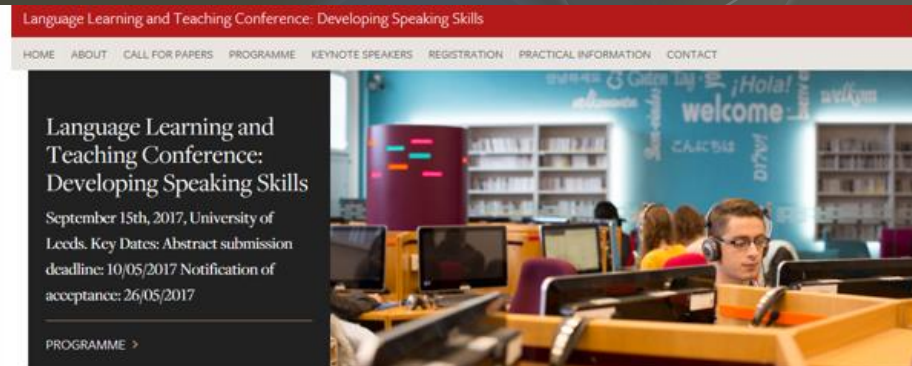 Language Learning and Teaching Conference: Developing Speaking Skills
HOME ABOUT CALL FOR PAPERS PROGRAMME KEYNOTE SPEAKERS REGISTRATION PRACTICAL INFORMATION CONTACT
Language Learning and
Teaching Conference:
Developing Speaking Skills
September 15th, 2017, University of
Leeds. Key Dates: Abstract submission
deadline: 10/05/2017 Notification of
acceptance: 26/05/2017
PROGRAMME >
Guten Tag
¡Hola!
welcome
welkom